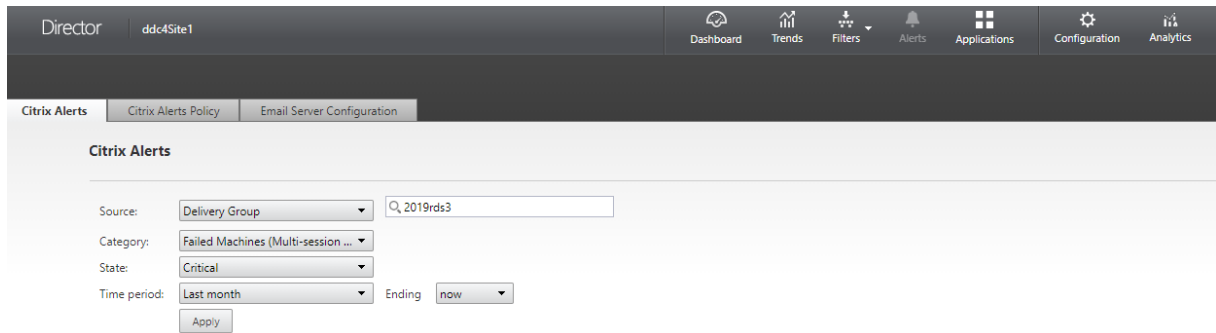 Director ddc4Site1 Dashboard Trends Filters Alerts Applications Configuration Analytics
Citrix Alerts Citrix Alerts Policy Email Server Configuration
Citrix Alerts
Source: Delivery Group 2019rds3
Category: Failed Machines (Multi-session ...
State: Critical
Time period: Last month Ending now
Apply